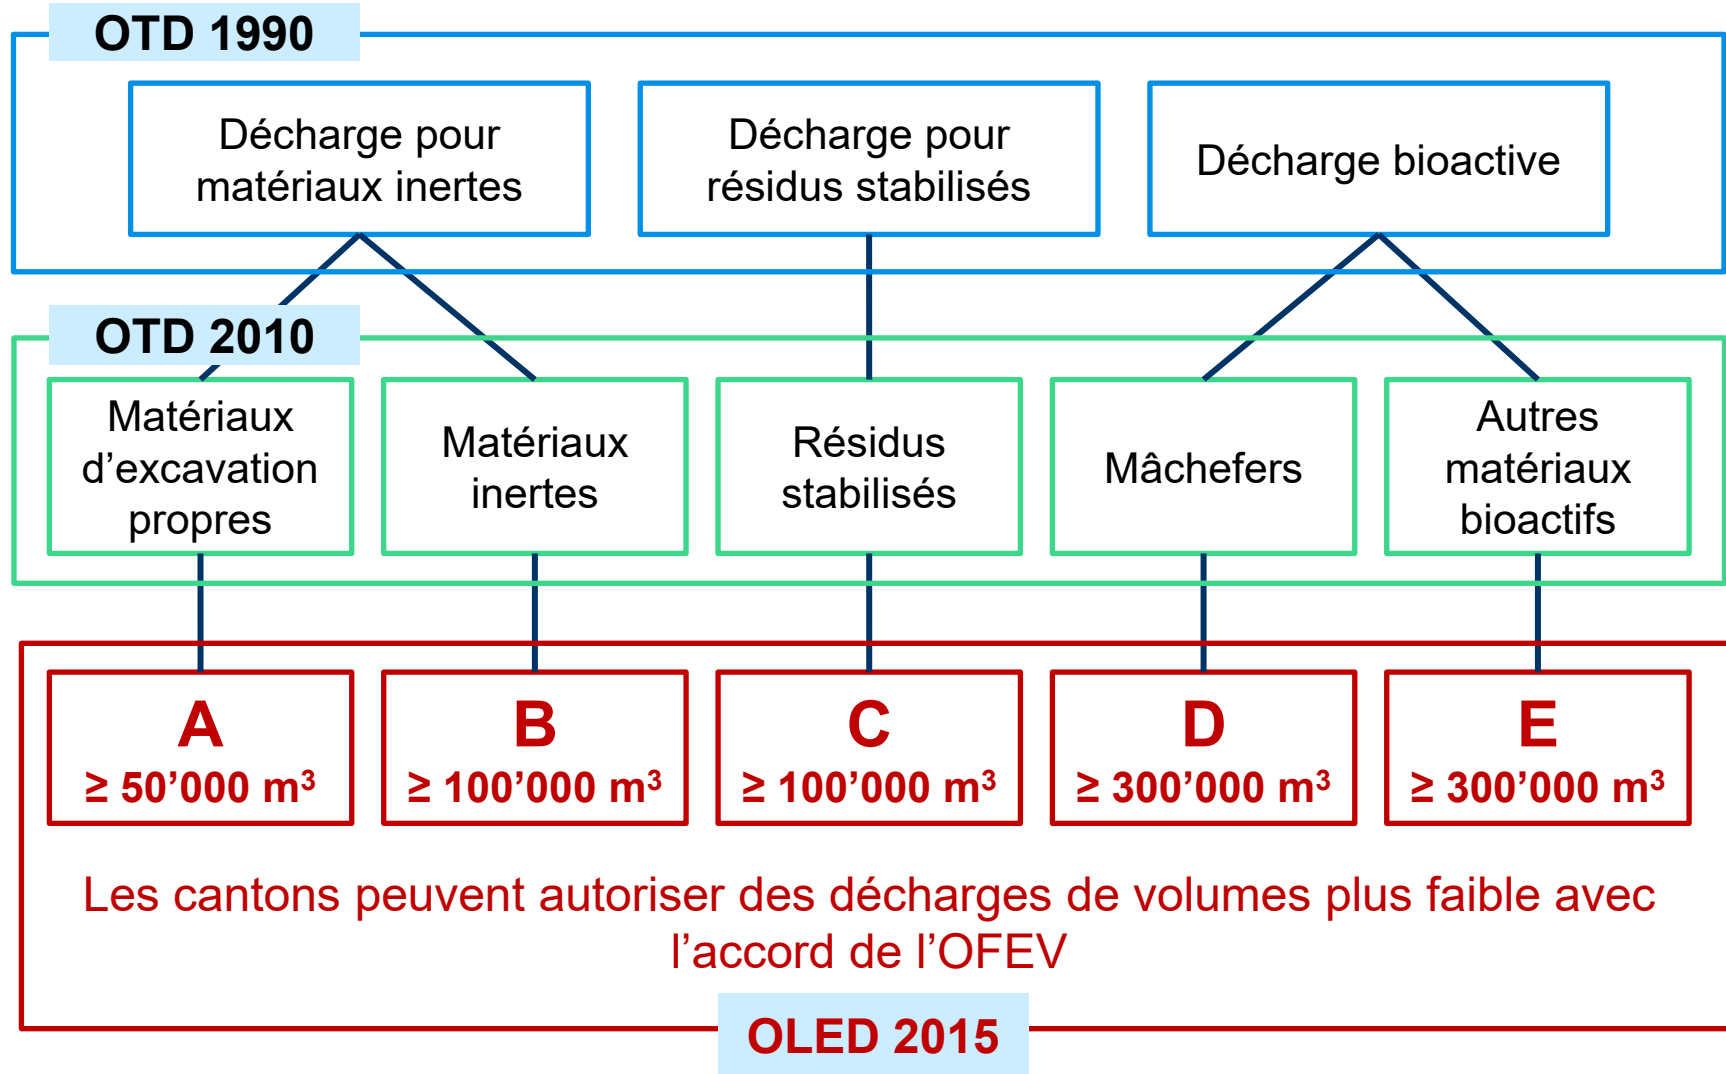 OTD 1990
Décharge pour
matériaux inertes
Décharge pour
résidus stabilisés
Décharge bioactive
OTD 2010
Matériaux
d’excavation
propres
Matériaux
inertes
Résidus
stabilisés
Mâchefers
Autres
matériaux
bioactifs
A
≥ 50’000 m³
B
≥ 100’000 m³
C
≥ 100’000 m³
D
≥ 300’000 m³
E
≥ 300’000 m³
Les cantons peuvent autoriser des décharges de volumes plus faible avec
l’accord de l’OFEV
OLED 2015